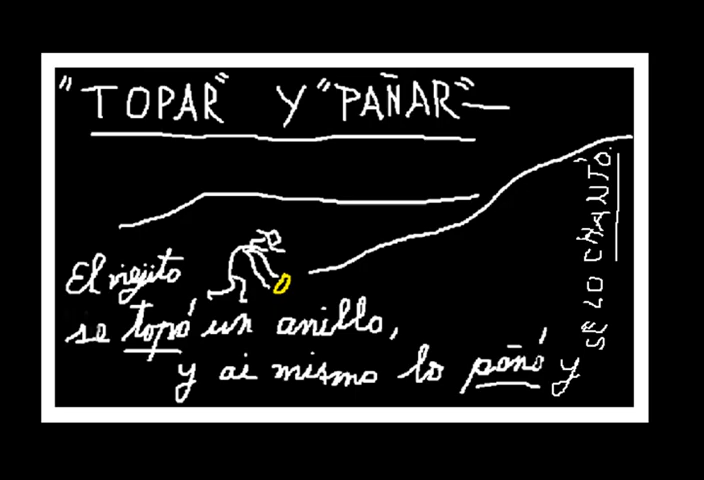 "TOPAR" Y "PAÑAR"
El viejito
se topó un anillo,
y ai mismo lo pañó y
SE LO CHANTÓ.